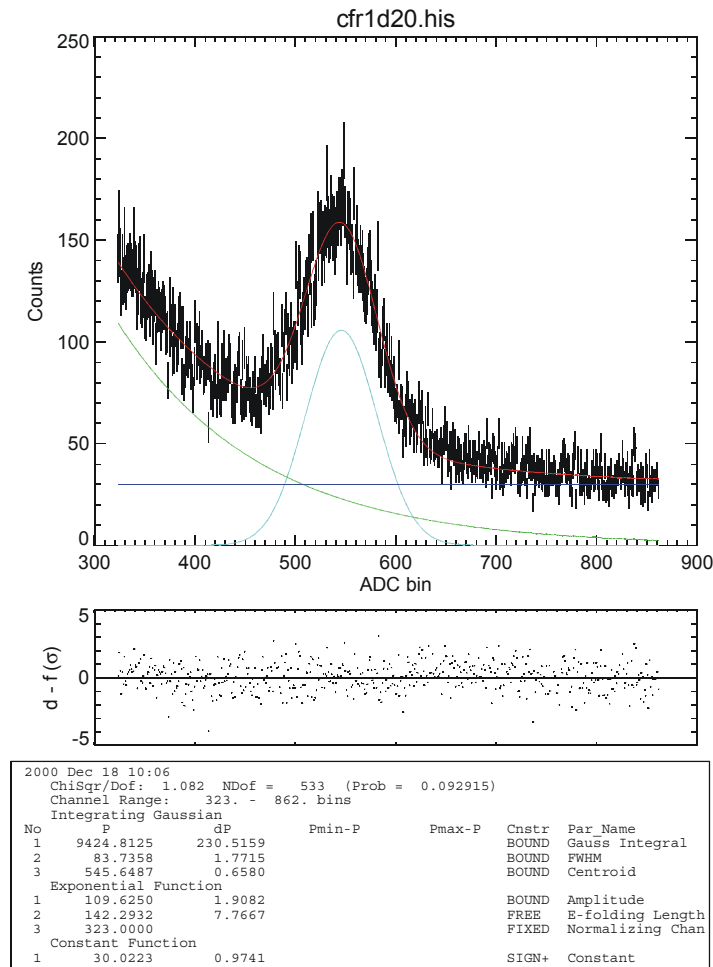 cfr1d20.his
250
200
150
100
50
0
Counts
300 400 500 600 700 800 900
ADC bin
5
0
-5
d - f (σ)
2000 Dec 18 10:06
ChiSqr/Dof: 1.082 NDof = 533 (Prob = 0.092915)
Channel Range: 323. - 862. bins
Integrating Gaussian
No P dP Pmin-P Pmax-P Cnstr Par_Name
1 9424.8125 230.5159 BOUND Gauss Integral
2 83.7358 1.7715 BOUND FWHM
3 545.6487 0.6580 BOUND Centroid
Exponential Function
1 109.6250 1.9082 BOUND Amplitude
2 142.2932 7.7667 FREE E-folding Length
3 323.0000 FIXED Normalizing Chan
Constant Function
1 30.0223 0.9741 SIGN+ Constant